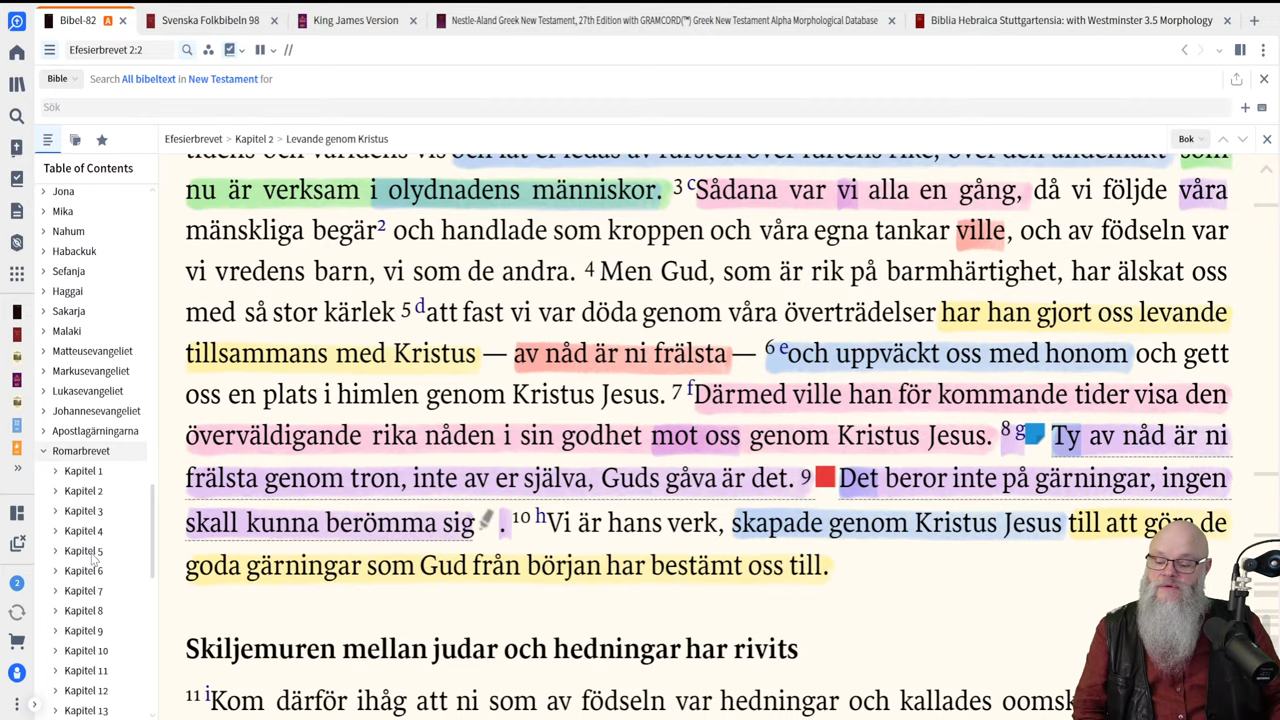 Bibel-82 A
Svenska Folkbibeln 98
King James Version
Nestle-Aland Greek New Testament, 27th Edition with GRAMCORD(™) Greek New Testament Alpha Morphological Database
Biblia Hebraica Stuttgartensia: with Westminster 3.5 Morphology
Efesierbrevet 2:2
Bible
Search All bibeltext in New Testament for
Sök
Efesierbrevet > Kapitel 2 > Levande genom Kristus
Bok
Table of Contents
Jona
Mika
Nahum
Habackuk
Sefanja
Haggai
Sakarja
Malaki
Matteusevangeliet
Markusevangeliet
Lukasevangeliet
Johannesevangeliet
Apostlagärningarna
Romarbrevet
Kapitel 1
Kapitel 2
Kapitel 3
Kapitel 4
Kapitel 5
Kapitel 6
Kapitel 7
Kapitel 8
Kapitel 9
Kapitel 10
Kapitel 11
Kapitel 12
Kapitel 13
2
nu är verksam i olydnadens människor. 3 c Sådana var vi alla en gång, då vi följde våra
mänskliga begär2 och handlade som kroppen och våra egna tankar ville, och av födseln var
vi vredens barn, vi som de andra. 4 Men Gud, som är rik på barmhärtighet, har älskat oss
med så stor kärlek 5 d att fast vi var döda genom våra överträdelser har han gjort oss levande
tillsammans med Kristus — av nåd är ni frälsta — 6 e och uppväckt oss med honom och gett
oss en plats i himlen genom Kristus Jesus. 7 f Därmed ville han för kommande tider visa den
överväldigande rika nåden i sin godhet mot oss genom Kristus Jesus. 8 g Ty av nåd är ni
frälsta genom tron, inte av er själva, Guds gåva är det. 9 Det beror inte på gärningar, ingen
skall kunna berömma sig . 10 h Vi är hans verk, skapade genom Kristus Jesus till att göra de
goda gärningar som Gud från början har bestämt oss till.
Skiljemuren mellan judar och hedningar har rivits
11 i Kom därför ihåg att ni som av födseln var hedningar och kallades